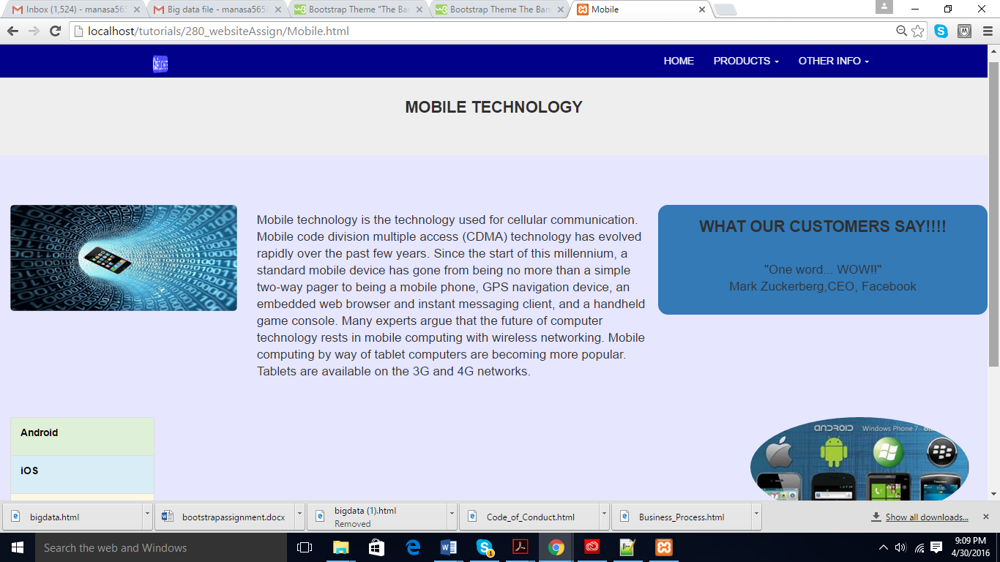 Inbox (1,524) - manasa565
Big data file - manasa565
Bootstrap Theme "The Ban
Bootstrap Theme The Ban
Mobile
localhost/tutorials/280_websiteAssign/Mobile.html
HOME PRODUCTS OTHER INFO
MOBILE TECHNOLOGY
Mobile technology is the technology used for cellular communication.
Mobile code division multiple access (CDMA) technology has evolved
rapidly over the past few years. Since the start of this millennium, a
standard mobile device has gone from being no more than a simple
two-way pager to being a mobile phone, GPS navigation device, an
embedded web browser and instant messaging client, and a handheld
game console. Many experts argue that the future of computer
technology rests in mobile computing with wireless networking. Mobile
computing by way of tablet computers are becoming more popular.
Tablets are available on the 3G and 4G networks.
WHAT OUR CUSTOMERS SAY!!!!
"One word... WOW!!"
Mark Zuckerberg,CEO, Facebook
Android
iOS
ANDROID Windows Phone 7
bigdata.html
bootstrapassignment.docx
bigdata (1).html
Removed
Code_of_Conduct.html
Business_Process.html
Show all downloads...
Search the web and Windows
1
9:09 PM
4/30/2016